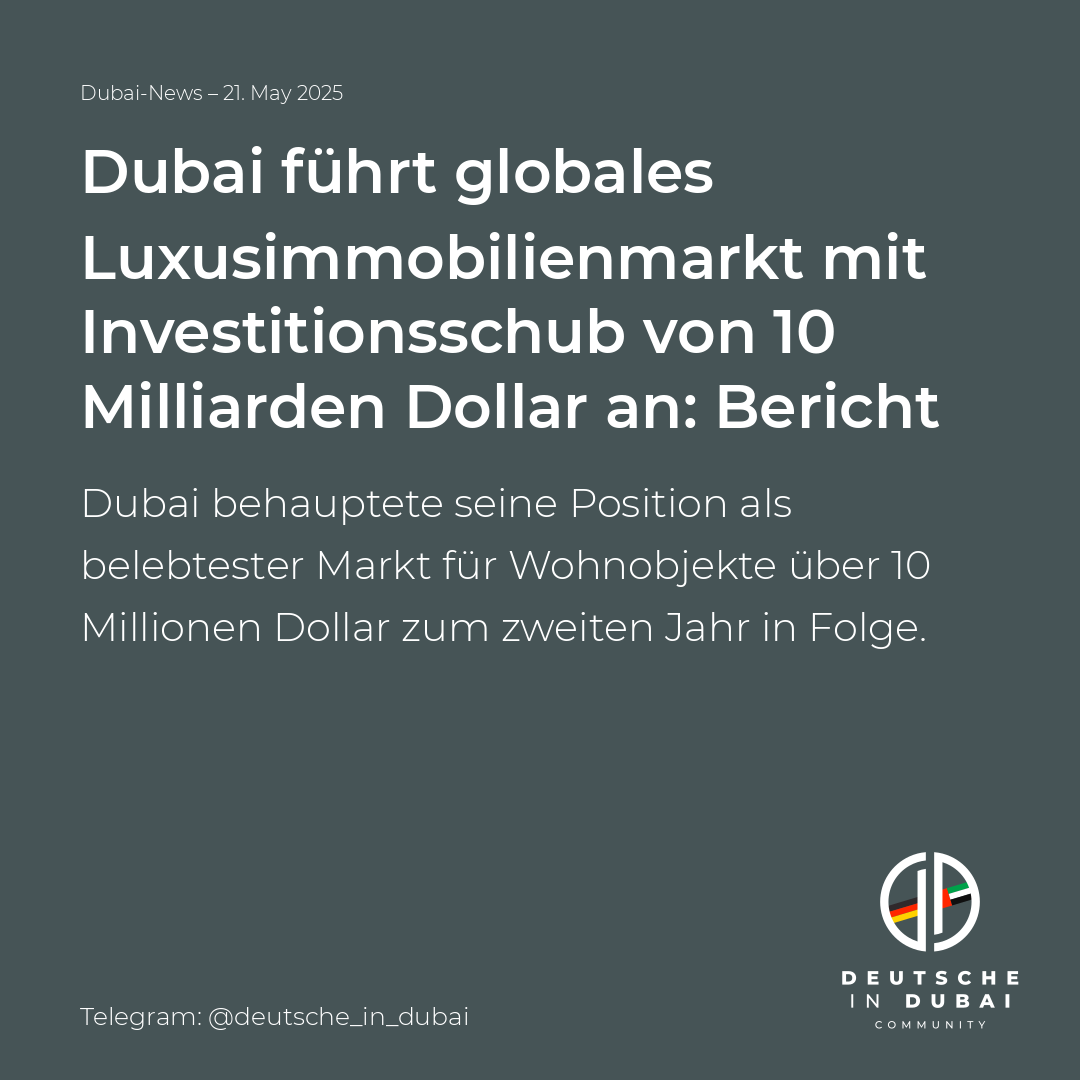 Dubai-News – 21. May 2025
Dubai führt globales
Luxusimmobilienmarkt mit
Investitionsschub von 10
Milliarden Dollar an: Bericht
Dubai behauptete seine Position als
belebtester Markt für Wohnobjekte über 10
Millionen Dollar zum zweiten Jahr in Folge.
DEUTSCHE
IN DUBAI
COMMUNITY
Telegram: @deutsche_in_dubai